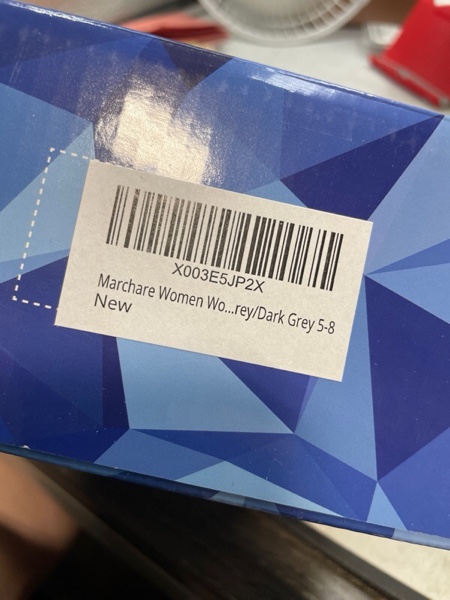 X003E5JP2X
Marchare Women Wo...rey/Dark Grey 5-8
New